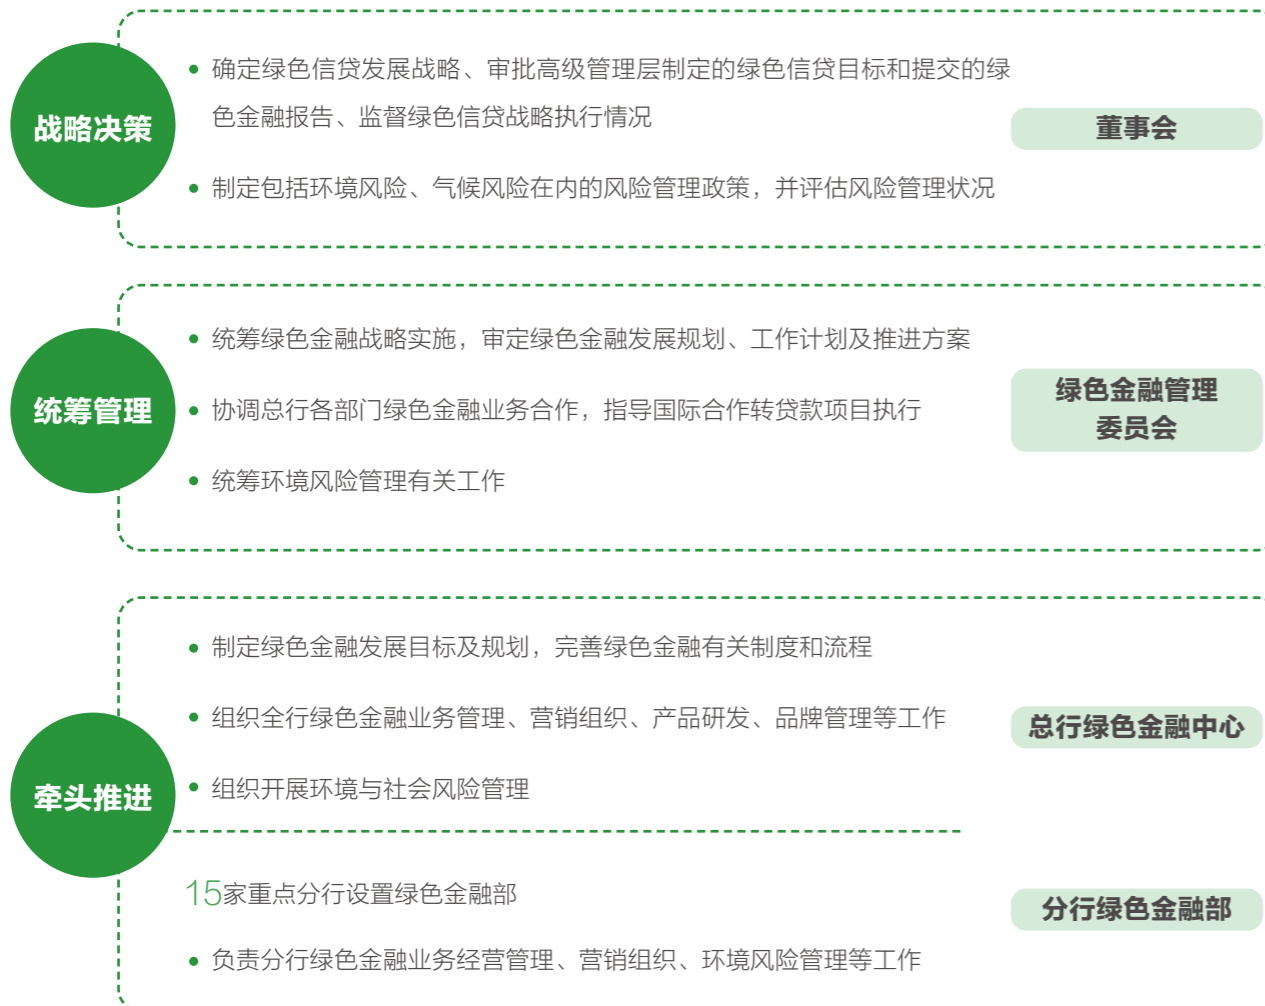 战略决策
• 确定绿色信贷发展战略、审批高级管理层制定的绿色信贷目标和提交的绿
色金融报告、监督绿色信贷战略执行情况
• 制定包括环境风险、气候风险在内的风险管理政策，并评估风险管理状况
董事会
统筹管理
• 统筹绿色金融战略实施，审定绿色金融发展规划、工作计划及推进方案
• 协调总行各部门绿色金融业务合作，指导国际合作转贷款项目执行
• 统筹环境风险管理有关工作
绿色金融管理
委员会
牵头推进
• 制定绿色金融发展目标及规划，完善绿色金融有关制度和流程
• 组织全行绿色金融业务管理、营销组织、产品研发、品牌管理等工作
• 组织开展环境与社会风险管理
总行绿色金融中心
15家重点分行设置绿色金融部
• 负责分行绿色金融业务经营管理、营销组织、环境风险管理等工作
分行绿色金融部